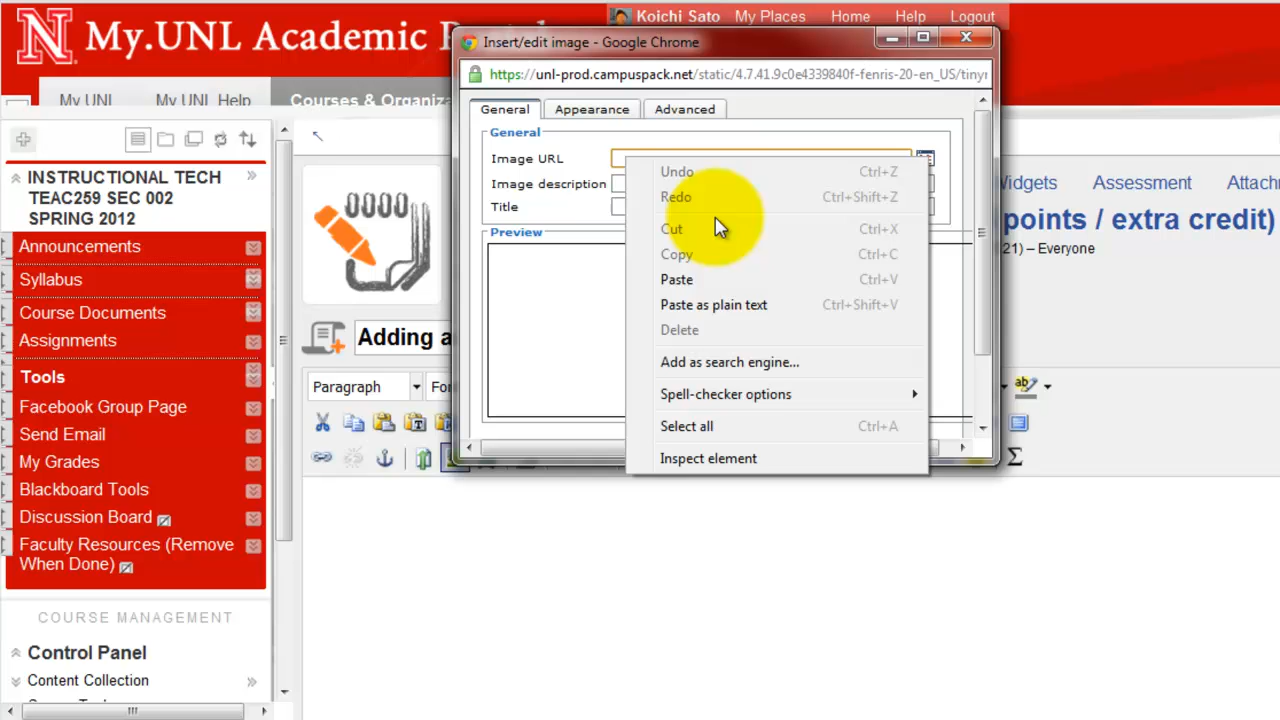 Koichi Sato My Places Home Help Logout
N My.UNL Academic
My UNL My UNL Help Courses & Organiza
INSTRUCTIONAL TECH
TEAC259 SEC 002
SPRING 2012
Announcements
Syllabus
Course Documents
Assignments
Tools
Facebook Group Page
Send Email
My Grades
Blackboard Tools
Discussion Board
Faculty Resources (Remove
When Done)
COURSE MANAGEMENT
Control Panel
Content Collection
Insert/edit image - Google Chrome
https://unl-prod.campuspack.net/static/4.7.41.9c0e4339840f-fenris-20-en_US/tinyr
General Appearance Advanced
General
Image URL
Image description
Title
Preview
Undo Ctrl+Z
Redo Ctrl+Shift+Z
Cut Ctrl+X
Copy Ctrl+C
Paste Ctrl+V
Paste as plain text Ctrl+Shift+V
Delete
Add as search engine...
Spell-checker options
Select all Ctrl+A
Inspect element
Widgets Assessment Attach
points / extra credit)
21) – Everyone
Adding a
Paragraph For